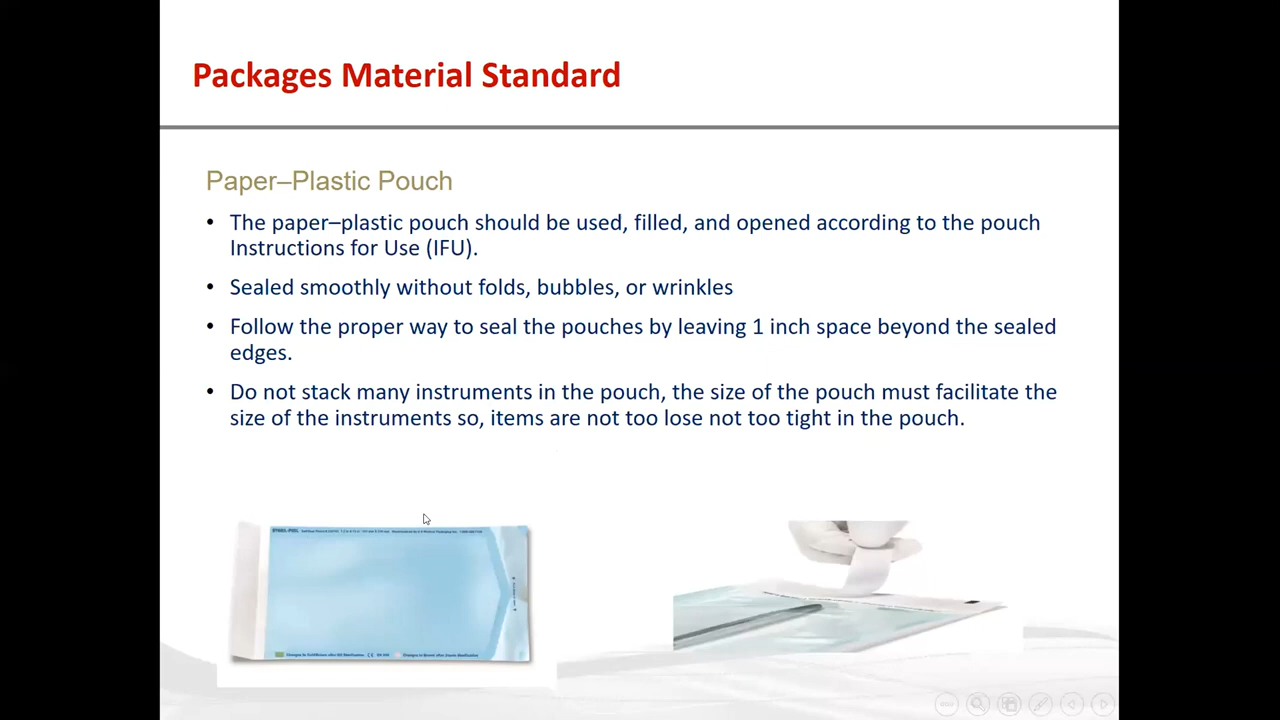 Packages Material Standard
Paper–Plastic Pouch
• The paper–plastic pouch should be used, filled, and opened according to the pouch
Instructions for Use (IFU).
• Sealed smoothly without folds, bubbles, or wrinkles
• Follow the proper way to seal the pouches by leaving 1 inch space beyond the sealed
edges.
• Do not stack many instruments in the pouch, the size of the pouch must facilitate the
size of the instruments so, items are not too lose not too tight in the pouch.